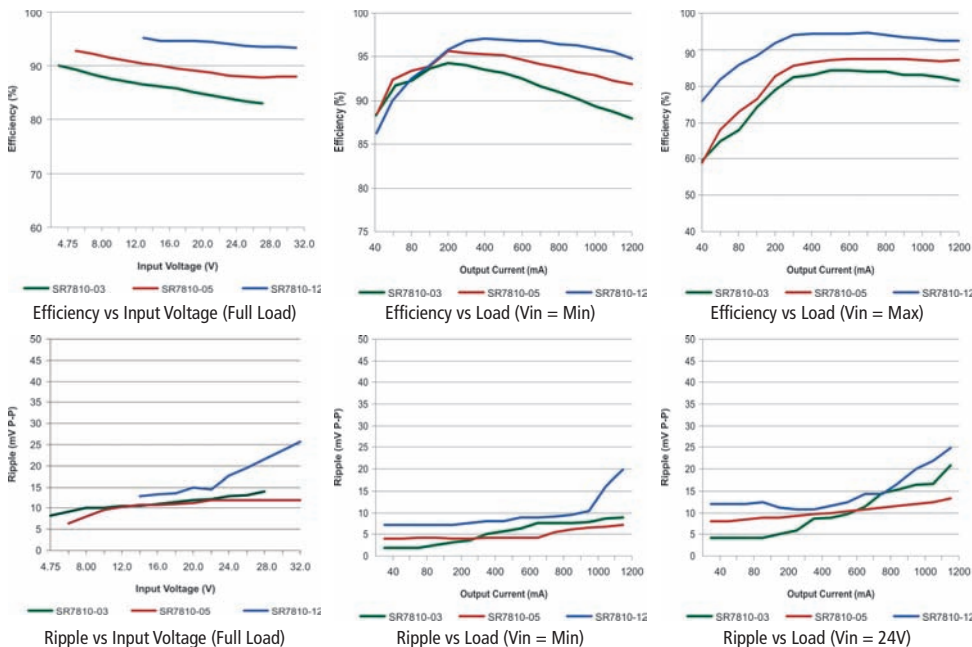 100
90
80
70
60
Efficiency (%)
4.75 8.00 12.0 16.0 20.0 24.0 28.0 32.0
Input Voltage (V)
SR7810-03 SR7810-05 SR7810-12
Efficiency vs Input Voltage (Full Load)
100
95
90
85
80
75
Efficiency (%)
40 80 200 400 600 800 1000 1200
Output Current (mA)
SR7810-03 SR7810-05 SR7810-12
Efficiency vs Load (Vin = Min)
100
90
80
70
60
50
40
Efficiency (%)
40 80 200 400 600 800 1000 1200
Output Current (mA)
SR7810-03 SR7810-05 SR7810-12
Efficiency vs Load (Vin = Max)
50
45
40
35
30
25
20
15
10
5
0
Ripple (mV P-P)
4.75 8.00 12.0 16.0 20.0 24.0 28.0 32.0
Input Voltage (V)
SR7810-03 SR7810-05 SR7810-12
Ripple vs Input Voltage (Full Load)
50
45
40
35
30
25
20
15
10
5
0
Ripple (mV P-P)
40 80 200 400 600 800 1000 1200
Output Current (mA)
SR7810-03 SR7810-05 SR7810-12
Ripple vs Load (Vin = Min)
50
45
40
35
30
25
20
15
10
5
0
Ripple (mV P-P)
40 80 200 400 600 800 1000 1200
Output Current (mA)
SR7810-03 SR7810-05 SR7810-12
Ripple vs Load (Vin = 24V)